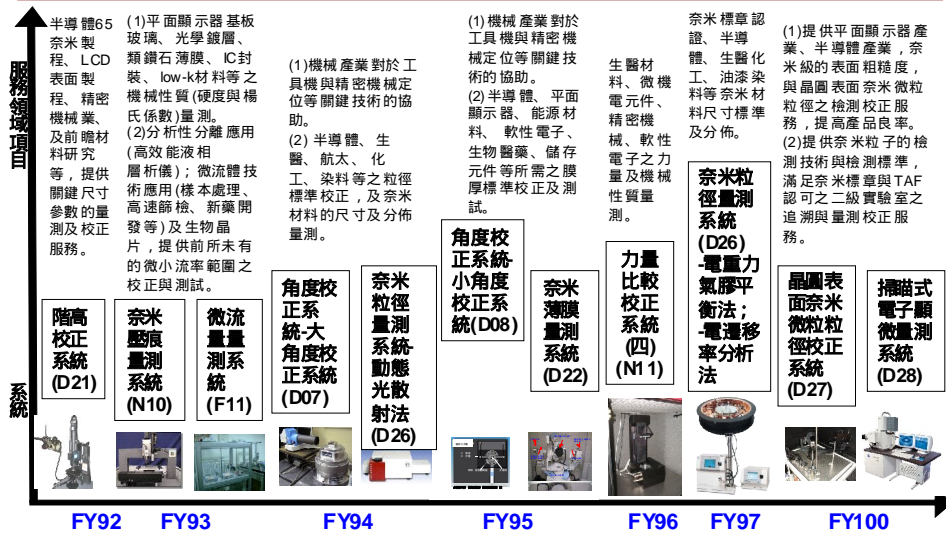 服務領域項目
系統
半導體65
奈米製
程、LCD
表面製
程、精密
機械業、
及前瞻材
料研究
等，提供
關鍵尺寸
參數的量
測及校正
服務。
(1)平面顯示器基板
玻璃、光學鍍層、
類鑽石薄膜、IC封
裝、low-k材料等之
機械性質(硬度與楊
氏係數)量測。
(2)分析性分離應用
(高效能液相
層析儀)；微流體技
術應用(樣本處理、
高速篩檢、新藥開
發等)及生物晶
片，提供前所未有
的微小流率範圍之
校正與測試。
(1)機械產業對於工
具機與精密機械定
位等關鍵技術的協
助。
(2)半導體、生
醫、航太、化
工、染料等之粒徑
標準校正，及奈米
材料的尺寸及分佈
量測。
(1)機械產業對於
工具機與精密機
械定位等關鍵技
術的協助。
(2)半導體、平面
顯示器、能源材
料、軟性電子、
生物醫藥、儲存
元件等所需之膜
厚標準校正及測
試。
生醫材
料、微機
電元件、
精密機
械、軟性
電子之力
量及機械
性質量
測。
奈米標章認
證、半導
體、生醫化
工、油漆染
料等奈米材
料尺寸標準
及分佈。
(1)提供平面顯示器產
業、半導體產業，奈
米級的表面粗糙度，
與晶圓表面奈米微粒
粒徑之檢測校正服
務，提高產品良率。
(2)提供奈米粒子的檢
測技術與檢測標準，
滿足奈米標章與TAF
認可之二級實驗室之
追溯與量測校正服
務。
階高
校正
系統
(D21)
奈米
壓痕
量測
系統
(N10)
微流
量量
測系
統
(F11)
角度校
正系
統-大
角度校
正系統
(D07)
奈米
粒徑
量測
系統-
動態
光散
射法
(D26)
角度校
正系統-
小角度
校正系
統(D08)
奈米
薄膜
量測
系統
(D22)
力量
比較
校正
系統
(四)
(N11)
奈米粒
徑量測
系統
(D26)
-電重力
氣膠平
衡法；
-電遷移
率分析
法
晶圓表
面奈米
微粒粒
徑校正
系統
(D27)
掃瞄式
電子顯
微量測
系統
(D28)
FY92
FY93
FY94
FY95
FY96
FY97
FY100